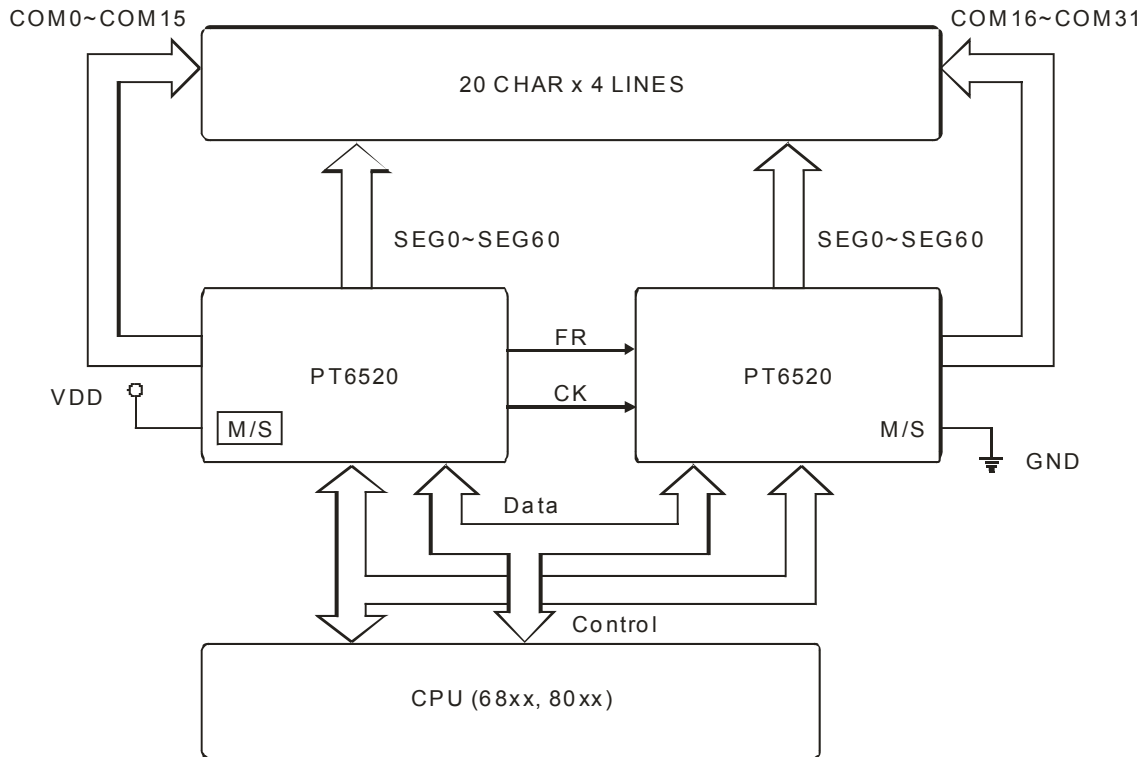 COM0~COM15
COM16~COM31
20 CHAR x 4 LINES
SEG0~SEG60
SEG0~SEG60
FR
PT6520
PT6520
CK
VDD
M/S
M/S
GND
Data
Control
CPU (68xx, 80xx)